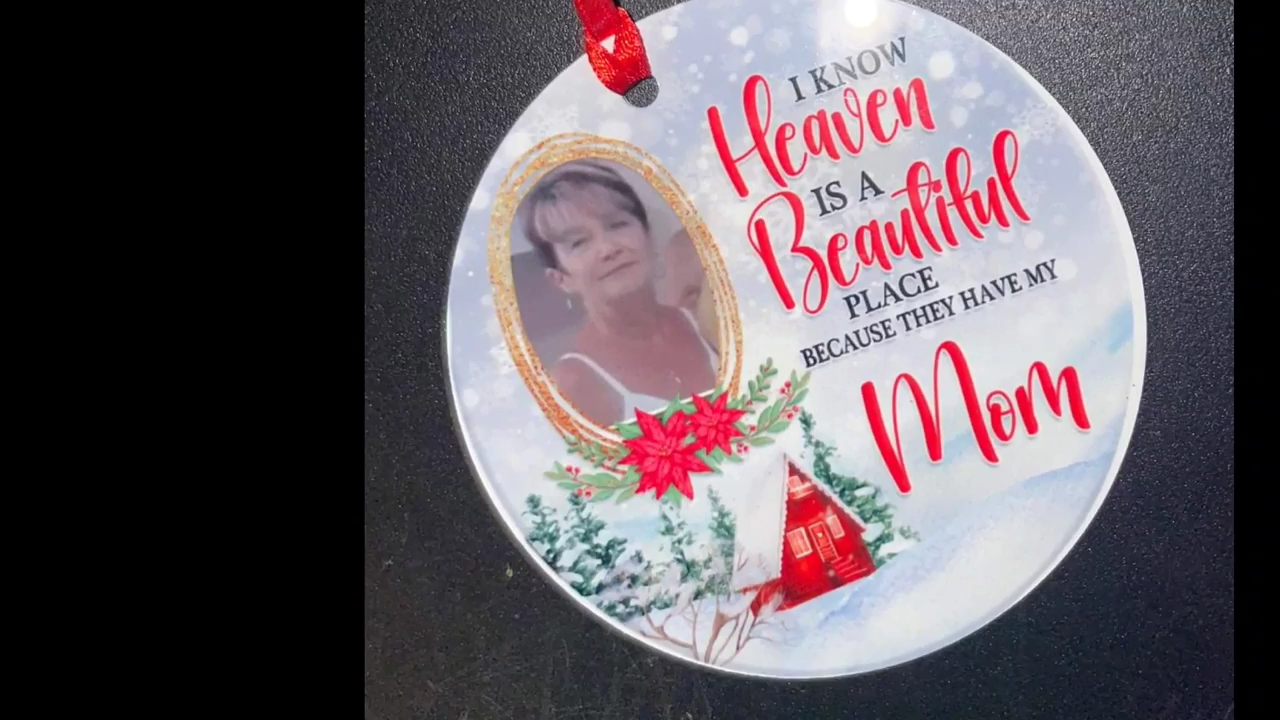 I KNOW
Heaven
IS A
Beautiful
PLACE
BECAUSE THEY HAVE MY
Mom